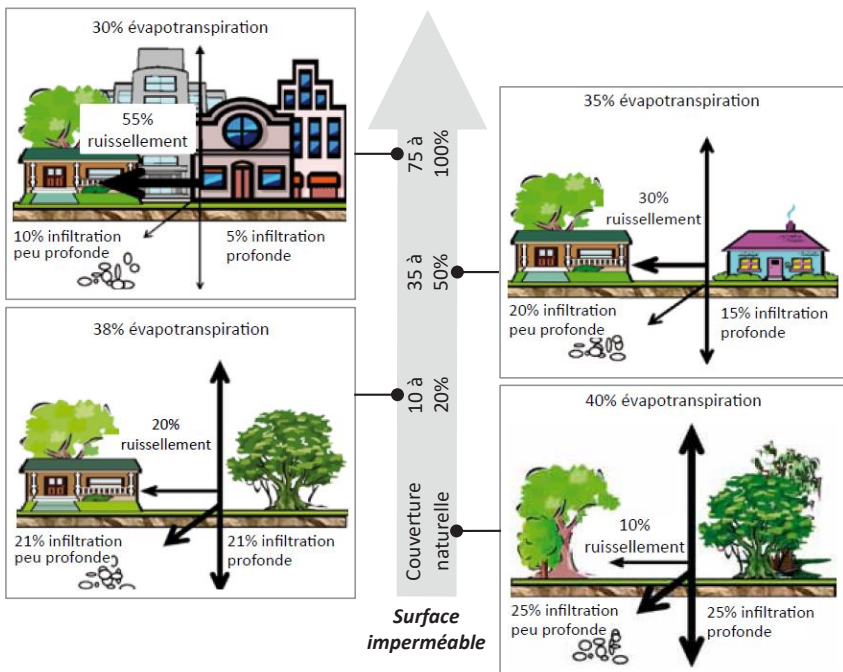 30% évapotranspiration
55%
ruissellement
10% infiltration
peu profonde
5% infiltration
profonde
38% évapotranspiration
20%
ruissellement
21% infiltration
peu profonde
21% infiltration
profonde
75 à
100%
35 à
50%
10 à
20%
Couverture
naturelle
Surface
imperméable
35% évapotranspiration
30%
ruissellement
20% infiltration
peu profonde
15% infiltration
profonde
40% évapotranspiration
10%
ruissellement
25% infiltration
peu profonde
25% infiltration
profonde